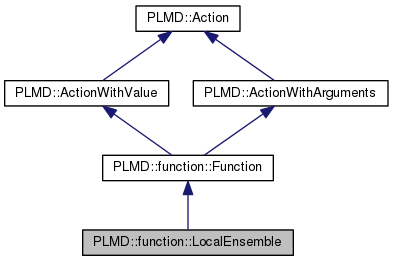 PLMD::Action
PLMD::ActionWithValue
PLMD::ActionWithArguments
PLMD::function::Function
PLMD::function::LocalEnsemble